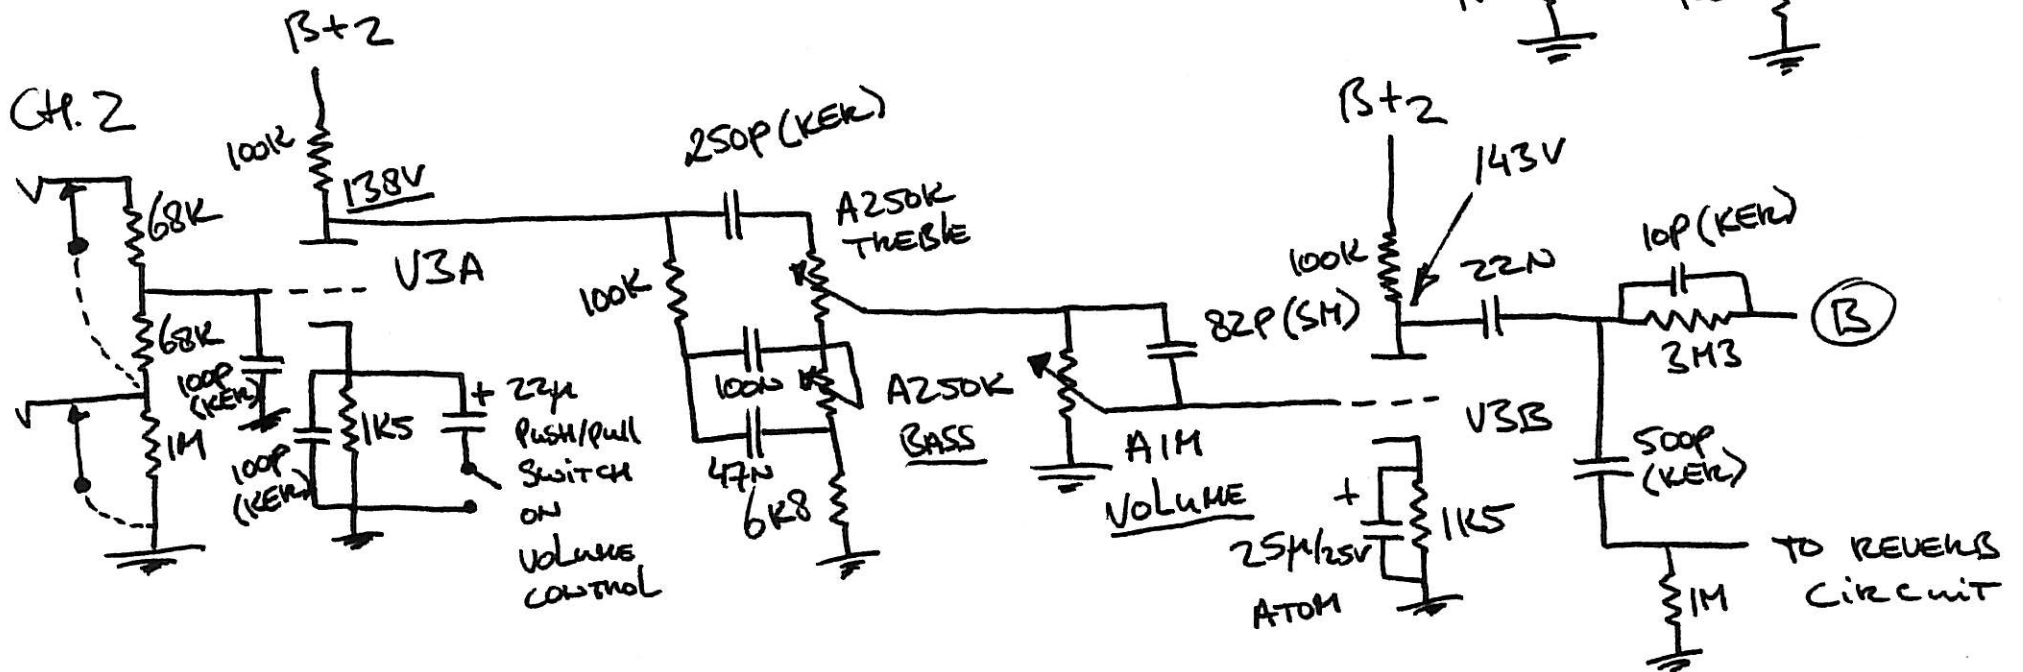 B+2
CH.2
100K
138V
68K
V3A
68K
100P
(KER)
1M
100P
(KER)
1K5
+ 22µ
PUSH/PULL
SWITCH
ON
VOLUME
CONTROL
250P (KER)
A250K
TREBLE
100K
100N
47N
6K8
A250K
BASS
82P (SM)
A1M
VOLUME
B+2
143V
100K
22N
10P (KER)
3M3
B
V3B
+
25µ/25V
ATOM
1K5
500P
(KER)
1M
TO REVERB
CIRCUIT